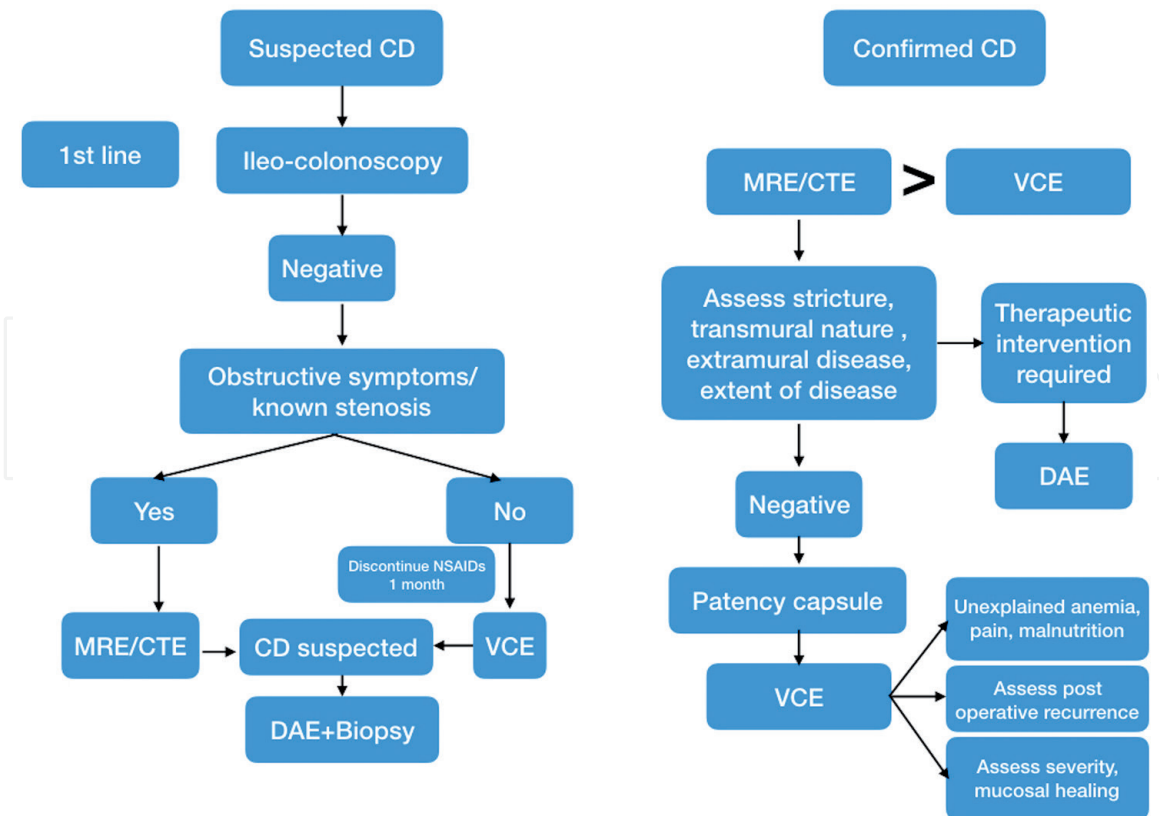 Suspected CD
1st line
Ileo-colonoscopy
Negative
Obstructive symptoms/
known stenosis
Yes
No
Discontinue NSAIDs
1 month
MRE/CTE
CD suspected
VCE
DAE+Biopsy
Confirmed CD
MRE/CTE
>
VCE
Assess stricture,
transmural nature ,
extramural disease,
extent of disease
Therapeutic
intervention
required
DAE
Negative
Patency capsule
VCE
Unexplained anemia,
pain, malnutrition
Assess post
operative recurrence
Assess severity,
mucosal healing